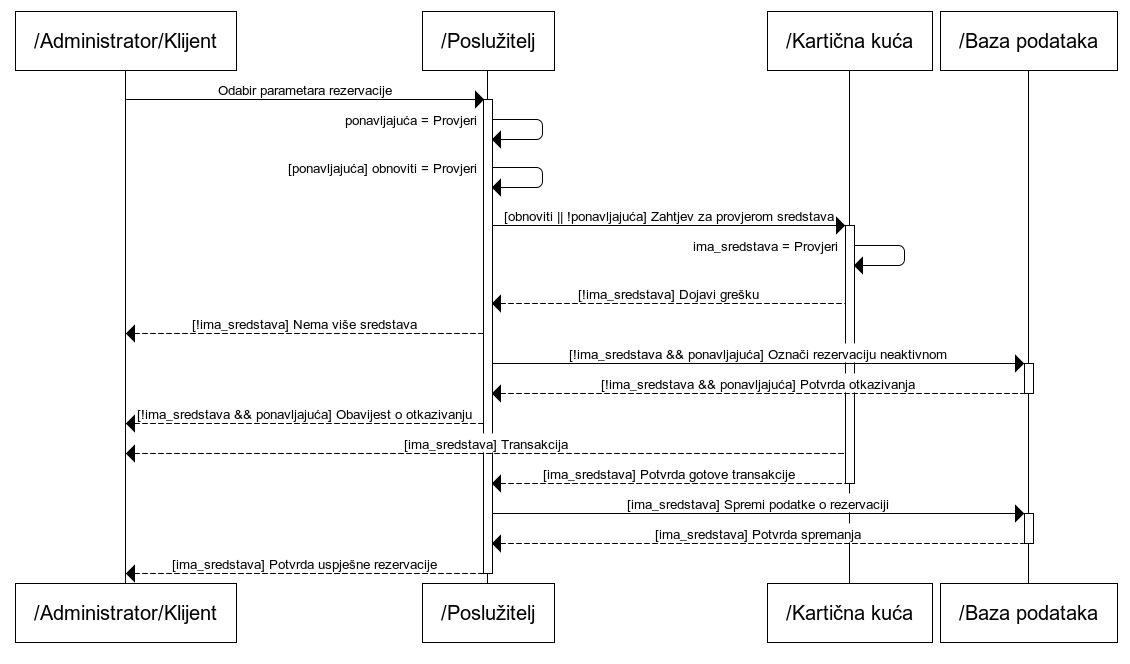 /Administrator/Klijent
/Poslužitelj
/Kartična kuća
/Baza podataka
Odabir parametara rezervacije
ponavljajuća = Provjeri
[ponavljajuća] obnoviti = Provjeri
[obnoviti || !ponavljajuća] Zahtjev za provjerom sredstava
ima_sredstava = Provjeri
[!ima_sredstava] Dojavi grešku
[!ima_sredstava] Nema više sredstava
[!ima_sredstava && ponavljajuća] Označi rezervaciju neaktivnom
[!ima_sredstava && ponavljajuća] Potvrda otkazivanja
[!ima_sredstava && ponavljajuća] Obavijest o otkazivanju
[ima_sredstava] Transakcija
[ima_sredstava] Potvrda gotove transakcije
[ima_sredstava] Spremi podatke o rezervaciji
[ima_sredstava] Potvrda spremanja
[ima_sredstava] Potvrda uspješne rezervacije
/Administrator/Klijent
/Poslužitelj
/Kartična kuća
/Baza podataka